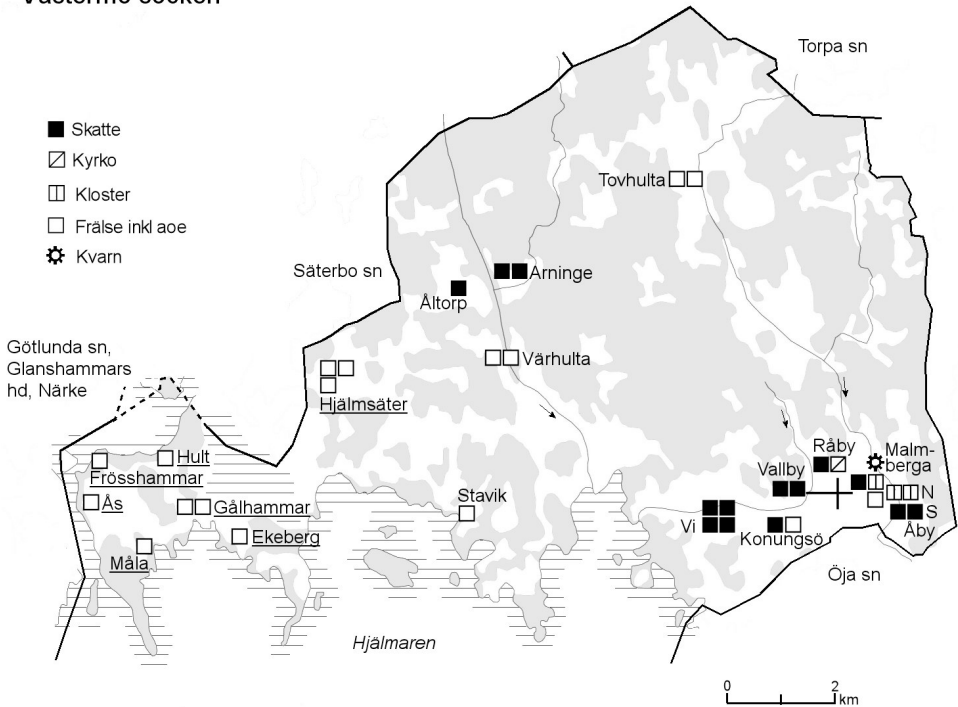 Västermo socken
Torpa sn
Skatte
Kyrko
Kloster
Frälse inkl aoe
Kvarn
Tovhulta
Säterbo sn
Arninge
Åltorp
Götlunda sn,
Glanshammars
hd, Närke
Värhulta
Hjälmsäter
Hult
Frösshammar
Ås
Gålhammar
Ekeberg
Måla
Stavik
Råby
Malm-
berga
Vallby
N
S
Vi
Konungsö
Åby
Öja sn
Hjälmaren
0 2
km